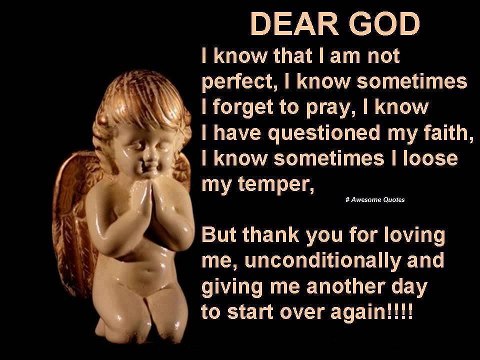 DEAR GOD
I know that I am not
perfect, I know sometimes
I forget to pray, I know
I have questioned my faith,
I know sometimes I loose
my temper,
# Awesome Quotes
But thank you for loving
me, unconditionally and
giving me another day
to start over again!!!!